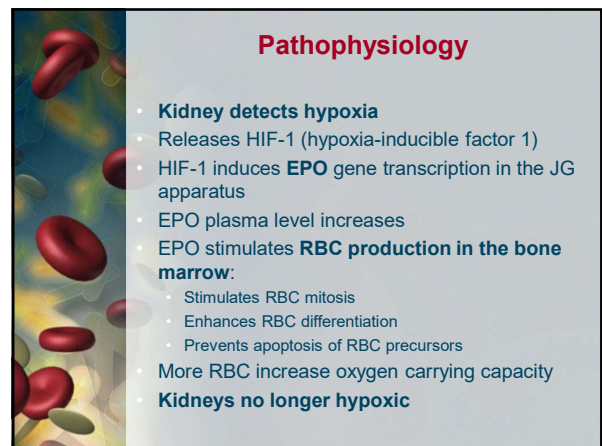 Pathophysiology
• Kidney detects hypoxia
• Releases HIF-1 (hypoxia-inducible factor 1)
• HIF-1 induces EPO gene transcription in the JG
apparatus
• EPO plasma level increases
• EPO stimulates RBC production in the bone
marrow:
• Stimulates RBC mitosis
• Enhances RBC differentiation
• Prevents apoptosis of RBC precursors
• More RBC increase oxygen carrying capacity
• Kidneys no longer hypoxic